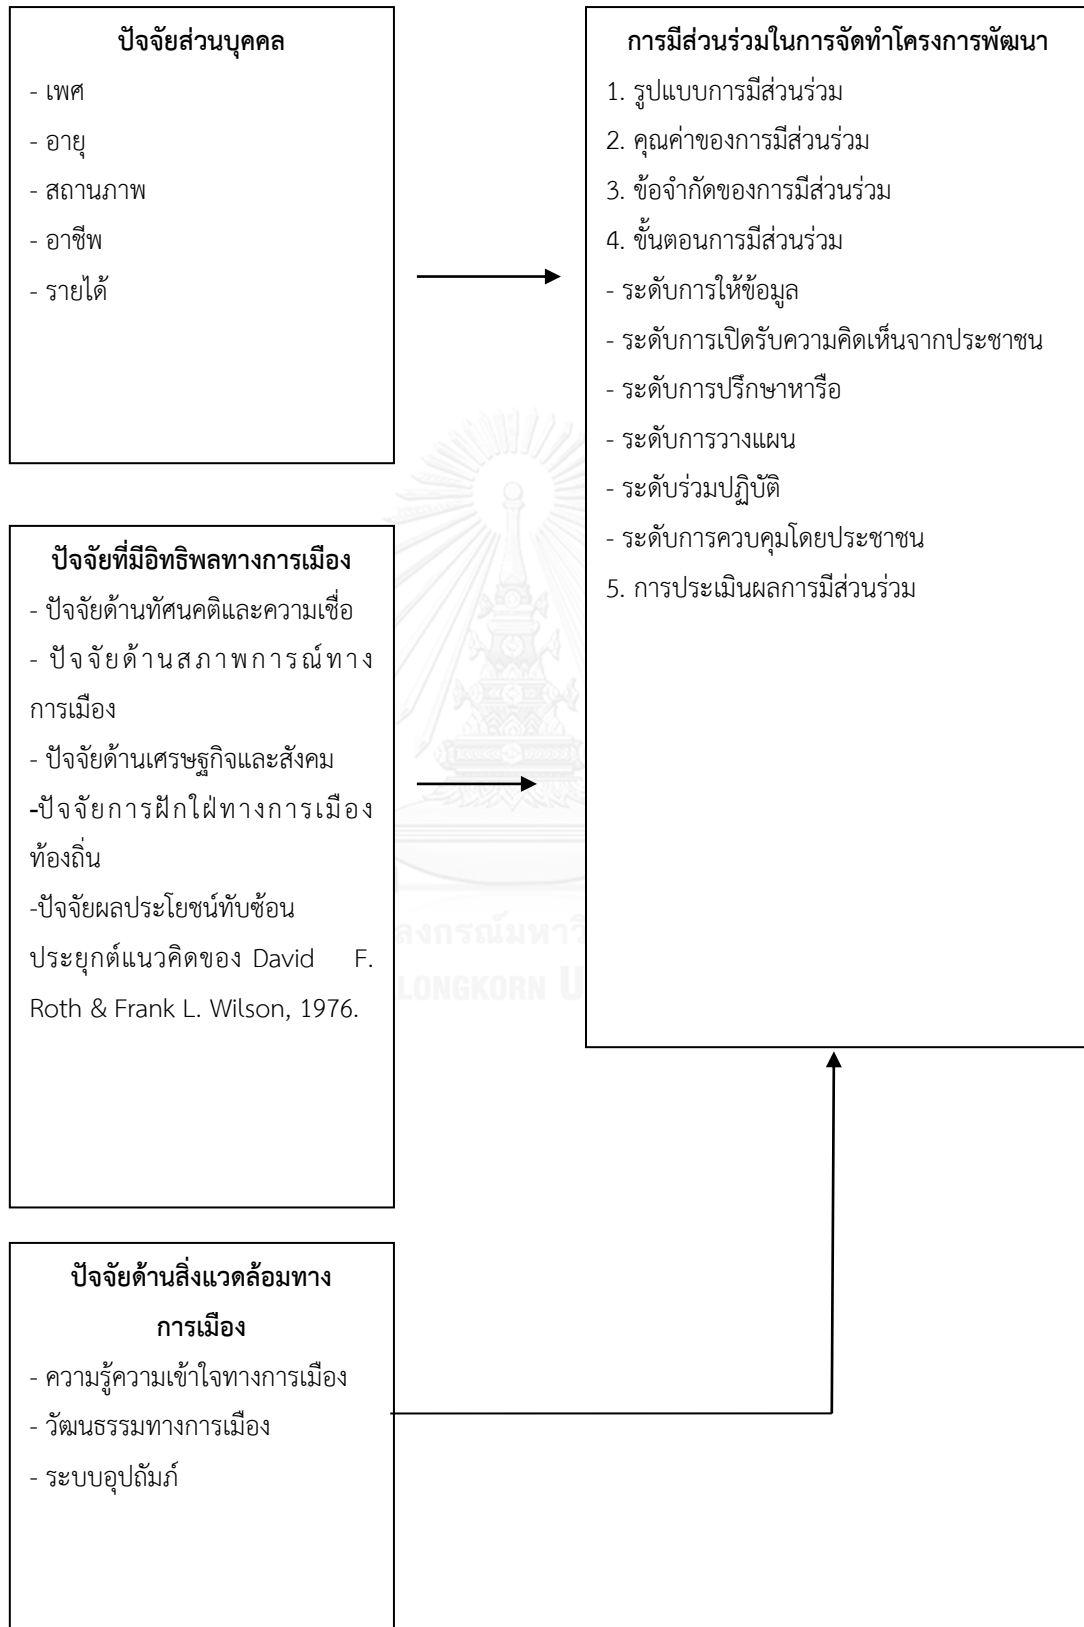 ปัจจัยส่วนบุคคล
- เพศ
- อายุ
- สถานภาพ
- อาชีพ
- รายได้
การมีส่วนร่วมในการจัดทำโครงการพัฒนา
1. รูปแบบการมีส่วนร่วม
2. คุณค่าของการมีส่วนร่วม
3. ข้อจำกัดของการมีส่วนร่วม
4. ขั้นตอนการมีส่วนร่วม
- ระดับการให้ข้อมูล
- ระดับการเปิดรับความคิดเห็นจากประชาชน
- ระดับการปรึกษาหารือ
- ระดับการวางแผน
- ระดับร่วมปฏิบัติ
- ระดับการควบคุมโดยประชาชน
5. การประเมินผลการมีส่วนร่วม
ปัจจัยที่มีอิทธิพลทางการเมือง
- ปัจจัยด้านทัศนคติและความเชื่อ
- ปัจจัยด้านสภาพการณ์ทาง
การเมือง
- ปัจจัยด้านเศรษฐกิจและสังคม
-ปัจจัยการฝักใฝ่ทางการเมือง
ท้องถิ่น
-ปัจจัยผลประโยชน์ทับซ้อน
ประยุกต์แนวคิดของ David F.
Roth & Frank L. Wilson, 1976.
ลงกรณ์มหาวิ
LONGKORN U
ปัจจัยด้านสิ่งแวดล้อมทาง
การเมือง
- ความรู้ความเข้าใจทางการเมือง
- วัฒนธรรมทางการเมือง
- ระบบอุปถัมภ์